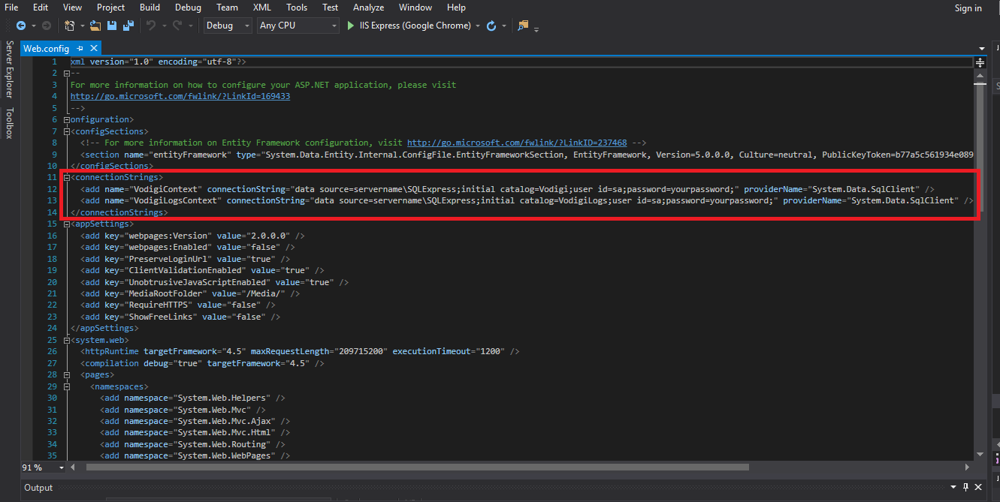 File Edit View Project Build Debug Team XML Tools Test Analyze Window Help Sign in
Debug Any CPU IIS Express (Google Chrome)
Server Explorer
Toolbox
Web.config
1 xml version="1.0" encoding="utf-8"?>
2 --
3 For more information on how to configure your ASP.NET application, please visit
4 http://go.microsoft.com/fwlink/?LinkId=169433
5 -->
6 onfiguration>
7 <configSections>
8 <!-- For more information on Entity Framework configuration, visit http://go.microsoft.com/fwlink/?LinkID=237468 -->
9 <section name="entityFramework" type="System.Data.Entity.Internal.ConfigFile.EntityFrameworkSection, EntityFramework, Version=5.0.0.0, Culture=neutral, PublicKeyToken=b77a5c561934e089
10 </configSections>
11 <connectionStrings>
12 <add name="VodigiContext" connectionString="data source=servername\SQLExpress;initial catalog=Vodigi;user id=sa;password=yourpassword;" providerName="System.Data.SqlClient" />
13 <add name="VodigiLogsContext" connectionString="data source=servername\SQLExpress;initial catalog=VodigiLogs;user id=sa;password=yourpassword;" providerName="System.Data.SqlClient" />
14 </connectionStrings>
15 <appSettings>
16 <add key="webpages:Version" value="2.0.0.0" />
17 <add key="webpages:Enabled" value="false" />
18 <add key="PreserveLoginUrl" value="true" />
19 <add key="ClientValidationEnabled" value="true" />
20 <add key="UnobtrusiveJavaScriptEnabled" value="true" />
21 <add key="MediaRootFolder" value="/Media/" />
22 <add key="RequireHTTPS" value="false" />
23 <add key="ShowFreeLinks" value="false" />
24 </appSettings>
25 <system.web>
26 <httpRuntime targetFramework="4.5" maxRequestLength="209715200" executionTimeout="1200" />
27 <compilation debug="true" targetFramework="4.5" />
28 <pages>
29 <namespaces>
30 <add namespace="System.Web.Helpers" />
31 <add namespace="System.Web.Mvc" />
32 <add namespace="System.Web.Mvc.Ajax" />
33 <add namespace="System.Web.Mvc.Html" />
34 <add namespace="System.Web.Routing" />
35 <add namespace="System.Web.WebPages" />
91 %
Output